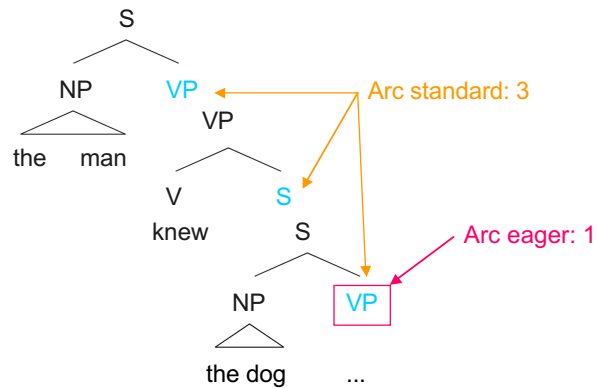 S
NP VP Arc standard: 3
VP
the man
V S
knew S Arc eager: 1
NP VP
the dog ...